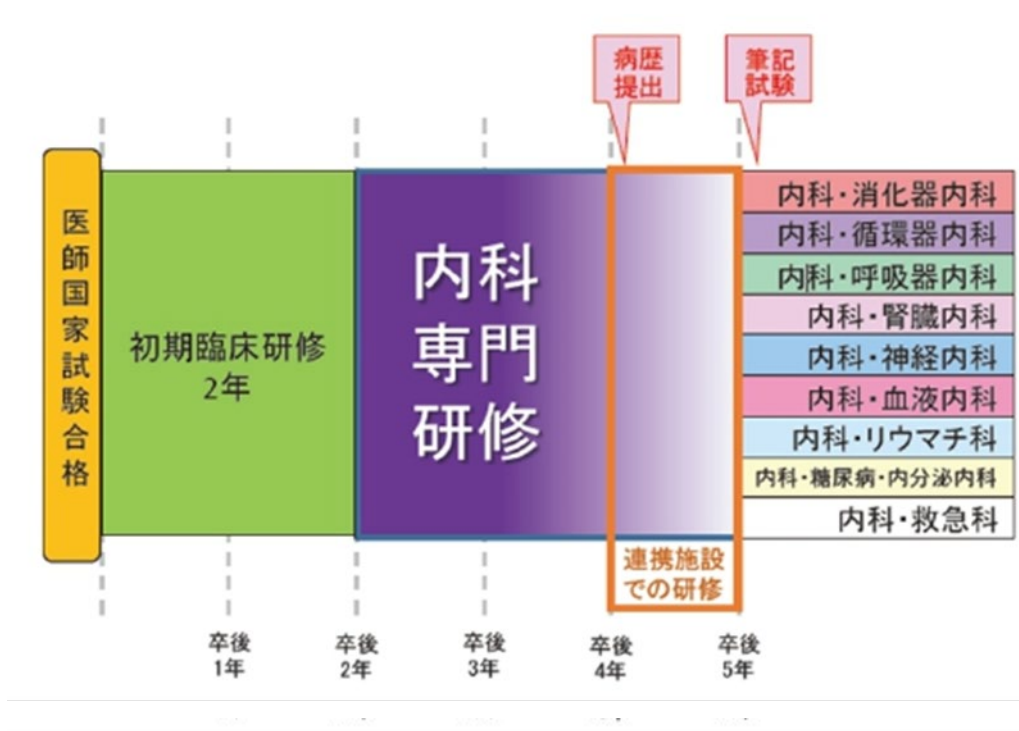 病歴
提出
筆記
試験
医師国家試験合格
初期臨床研修
2年
内科
専門
研修
内科・消化器内科
内科・循環器内科
内科・呼吸器内科
内科・腎臓内科
内科・神経内科
内科・血液内科
内科・リウマチ科
内科・糖尿病・内分泌内科
内科・救急科
連携施設
での研修
卒後
1年
卒後
2年
卒後
3年
卒後
4年
卒後
5年